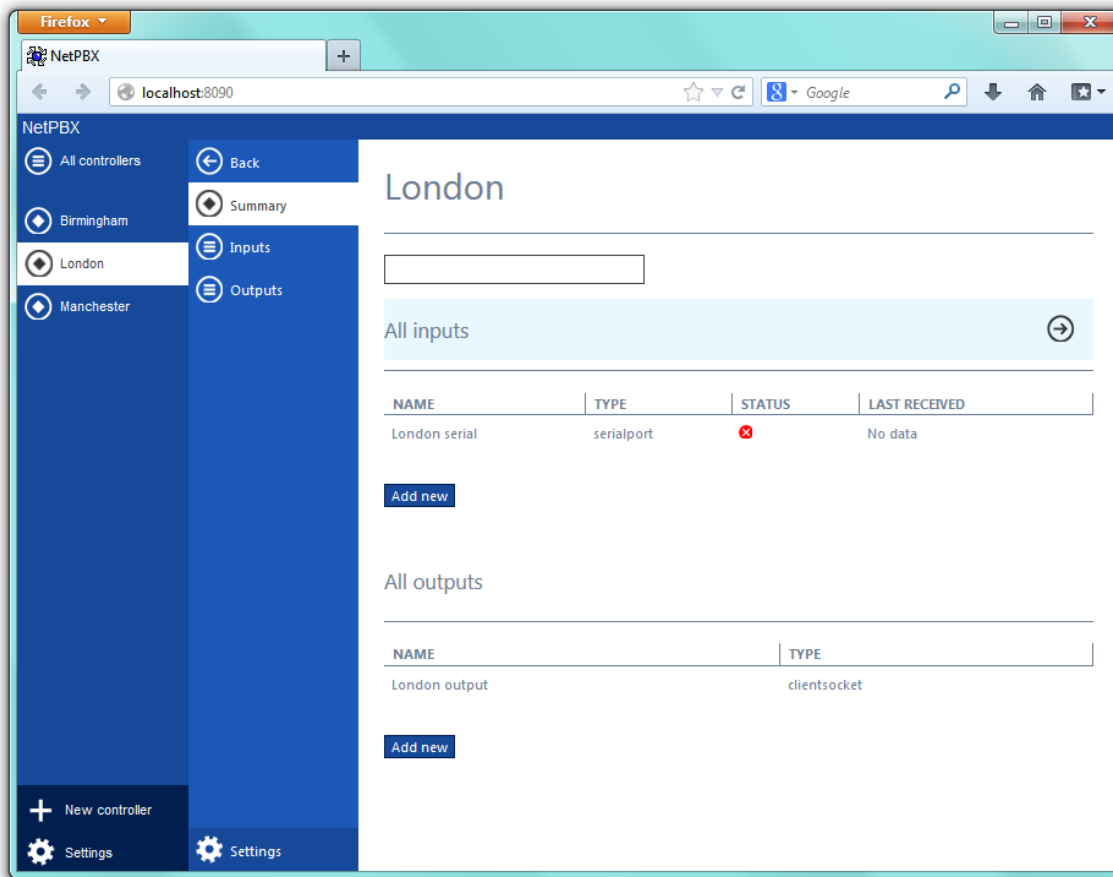 Firefox
NetPBX
localhost:8090
Google
NetPBX
All controllers
Birmingham
London
Manchester
New controller
Settings
Back
Summary
Inputs
Outputs
Settings
London
All inputs
NAME TYPE STATUS LAST RECEIVED
London serial serialport No data
Add new
All outputs
NAME TYPE
London output clientsocket
Add new